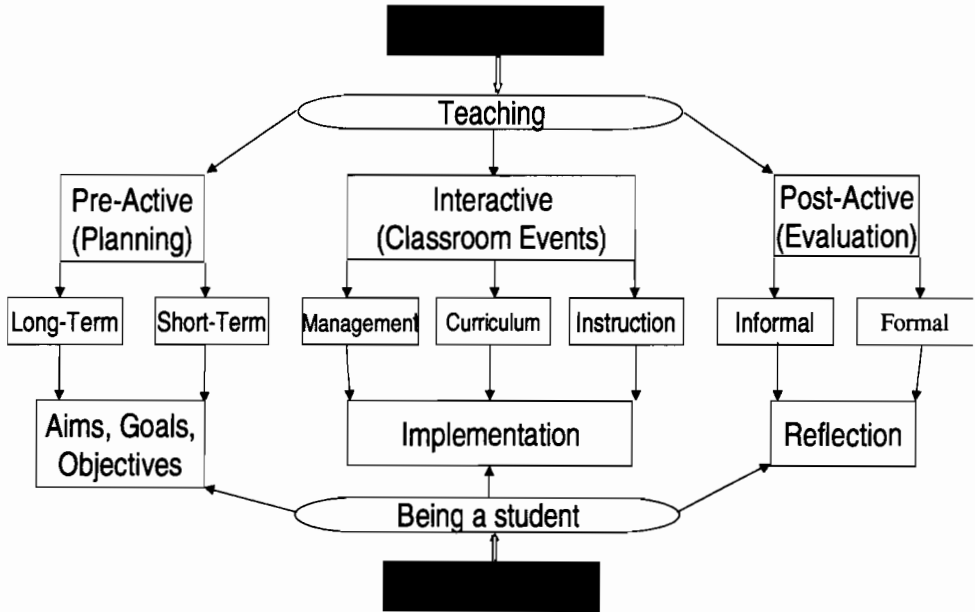 Teaching
Pre-Active
(Planning)
Interactive
(Classroom Events)
Post-Active
(Evaluation)
Long-Term
Short-Term
Management
Curriculum
Instruction
Informal
Formal
Aims, Goals,
Objectives
Implementation
Reflection
Being a student